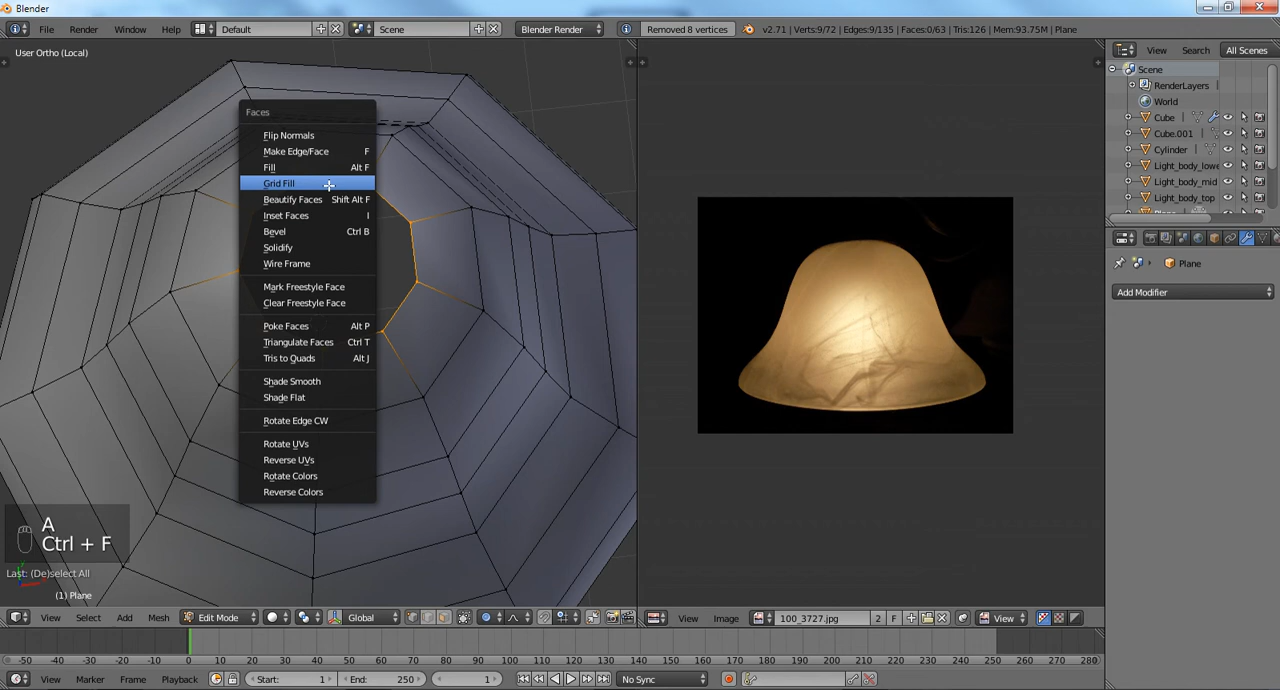 Blender
File Render Window Help Default Scene Blender Render Removed 8 vertices v2.71 | Verts:9/72 | Edges:9/135 | Faces:0/63 | Tris:126 | Mem:93.75M | Plane
User Ortho (Local)
View Search All Scenes
Scene
RenderLayers
World
Cube
Cube.001
Cylinder
Light_body_lowe
Light_body_mid
Light_body_top
Plane
Add Modifier
Faces
Flip Normals
Make Edge/Face F
Fill Alt F
Grid Fill
Beautify Faces Shift Alt F
Inset Faces I
Bevel Ctrl B
Solidify
Wire Frame
Mark Freestyle Face
Clear Freestyle Face
Poke Faces Alt P
Triangulate Faces Ctrl T
Tris to Quads Alt J
Shade Smooth
Shade Flat
Rotate Edge CW
Rotate UVs
Reverse UVs
Rotate Colors
Reverse Colors
A
Ctrl + F
Last: (De)select All
(1) Plane
View Select Add Mesh Edit Mode Global
View Image 100_3727.jpg 2 F View
-50 -40 -30 -20 -10 0 10 20 30 40 50 60 70 80 90 100 110 120 130 140 150 160 170 180 190 200 210 220 230 240 250 260 270 280
View Marker Frame Playback Start: 1 End: 250 1 No Sync